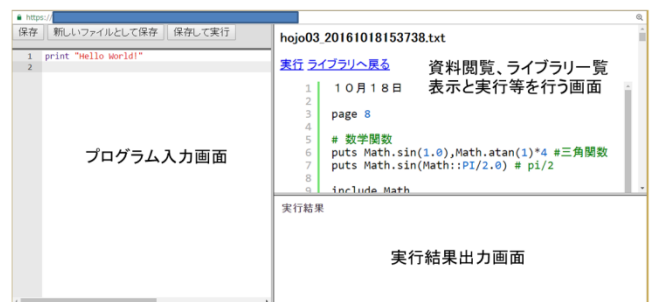 https://
保存 新しいファイルとして保存 保存して実行
1 print "Hello World!"
2
プログラム入力画面
hojo03_20161018153738.txt
実行 ライブラリへ戻る
資料閲覧、ライブラリ一覧
表示と実行等を行う画面
1 10月18日
2
3 page 8
4
5 # 数学関数
6 puts Math.sin(1.0),Math.atan(1)*4 #三角関数
7 puts Math.sin(Math::PI/2.0) # pi/2
8
9 include Math
実行結果
実行結果出力画面